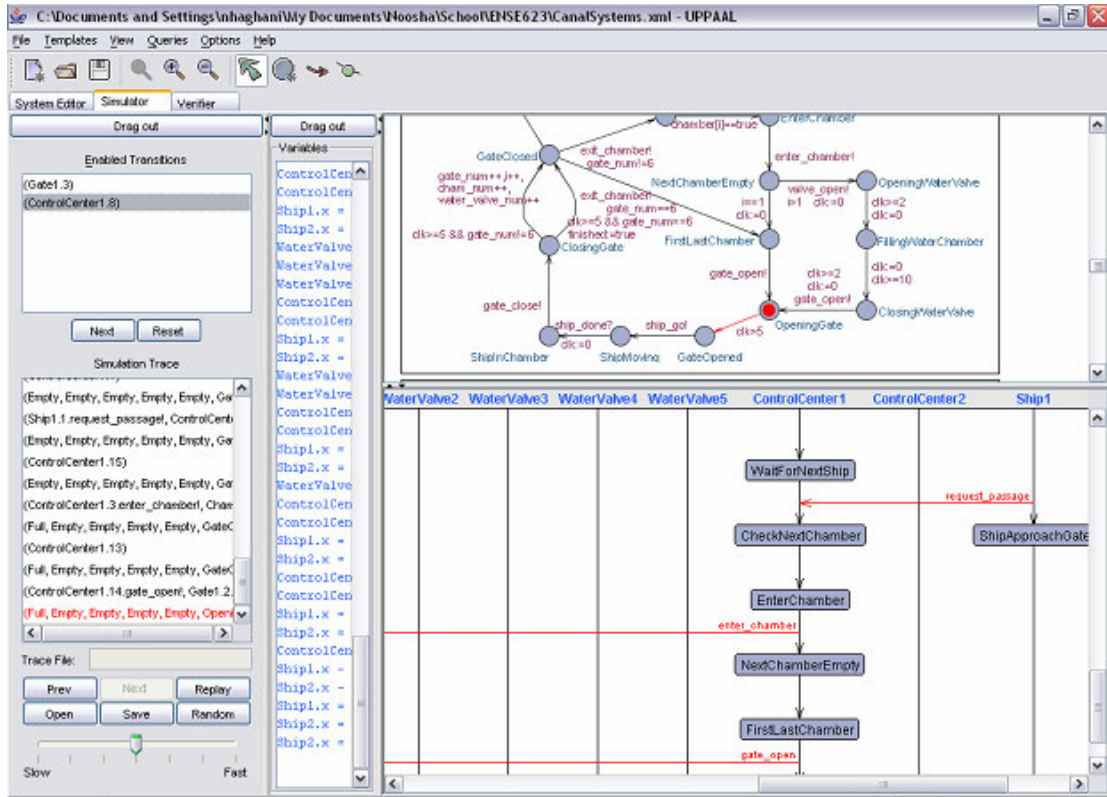 C:\Documents and Settings\nhaghani\My Documents\Noosha\School\ENSE623\CanalSystems.xml - UPPAAL
File Templates View Queries Options Help
System Editor Simulator Verifier
Drag out
Enabled Transitions
(Gate1.3)
(ControlCenter1.8)
Next Reset
Simulation Trace
(Empty, Empty, Empty, Empty, Empty, Ga
(Ship1.1.request_passage!, ControlCent
(Empty, Empty, Empty, Empty, Empty, Ga
(ControlCenter1.15)
(Empty, Empty, Empty, Empty, Empty, Ga
(ControlCenter1.3.enter_chamber!, Cham
(Full, Empty, Empty, Empty, Empty, GateC
(ControlCenter1.13)
(Full, Empty, Empty, Empty, Empty, GateC
(ControlCenter1.14.gate_open!, Gate1.2.
(Full, Empty, Empty, Empty, Empty, Openi
Trace File:
Prev Next Replay
Open Save Random
Slow Fast
Drag out
Variables
ControlCen
ControlCen
Ship1.x =
Ship2.x =
WaterValve
WaterValve
WaterValve
ControlCen
ControlCen
Ship1.x =
Ship2.x =
WaterValve
WaterValve
ControlCen
ControlCen
Ship1.x =
Ship2.x =
WaterValve
ControlCen
ControlCen
Ship1.x =
Ship2.x =
ControlCen
ControlCen
Ship1.x =
Ship2.x =
ControlCen
Ship1.x -
Ship2.x -
Ship1.x =
Ship2.x =
Ship2.x =
chamber[i]==true
EnterChamber
GateClosed
exit_chamber!
gate_num!=6
enter_chamber!
gate_num++,i++,
cham_num++,
water_valve_num++
NextChamberEmpty
valve_open!
i>1 clk:=0
OpeningWaterValve
exit_chamber!
gate_num==6
i==1
clk:=0
clk>=2
clk:=0
clk>=5 && gate_num==6
finished:=true
clk>=5 && gate_num!=6
ClosingGate
FirstLastChamber
FillingWaterChamber
gate_open!
clk>=2
clk:=0
gate_open!
clk:=0
clk>=10
gate_close!
ship_done?
clk:=0
ship_go!
clk>5
OpeningGate
ClosingWaterValve
ShipInChamber
ShipMoving
GateOpened
WaterValve2 WaterValve3 WaterValve4 WaterValve5 ControlCenter1 ControlCenter2 Ship1
WaitForNextShip
request_passage
CheckNextChamber
ShipApproachGate
EnterChamber
enter_chamber
NextChamberEmpty
FirstLastChamber
gate_open